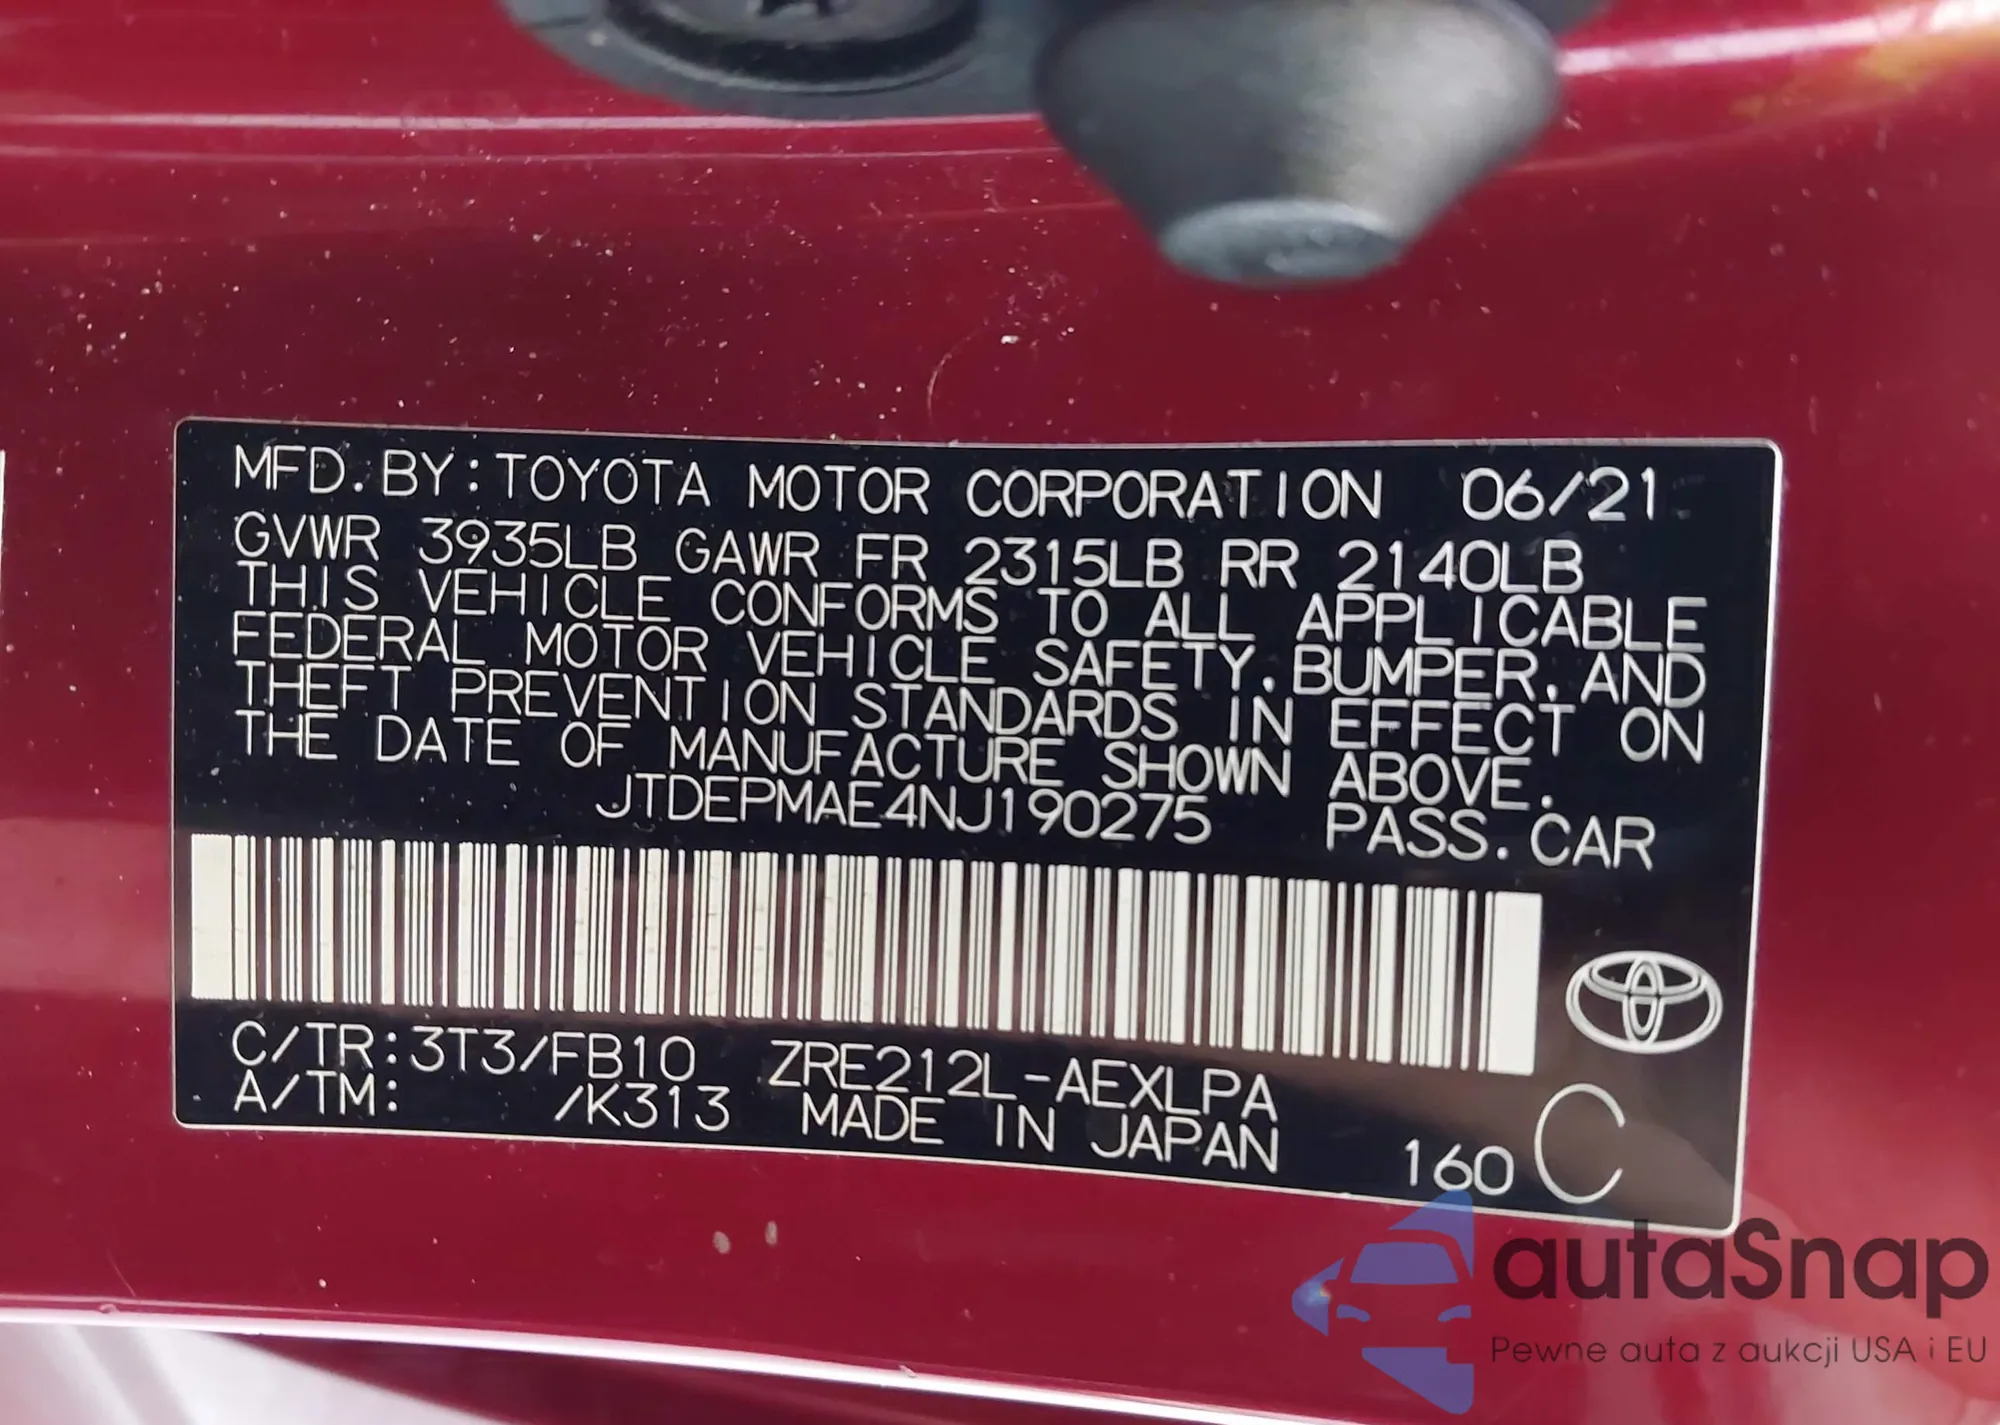 MFD. BY: TOYOTA MOTOR CORPORATION 06/21
GVWR 3935LB GAWR FR 2315LB RR 2140LB
THIS VEHICLE CONFORMS TO ALL APPLICABLE
FEDERAL MOTOR VEHICLE SAFETY, BUMPER, AND
THEFT PREVENTION STANDARDS IN EFFECT ON
THE DATE OF MANUFACTURE SHOWN ABOVE.
JTDEPMAE4NJ190275 PASS. CAR
C/TR: 3T3/FB10 ZRE212L-AEXLPA
A/TM: /K313 MADE IN JAPAN 160 C
autaSnap
Pewne auta z aukcji USA i EU